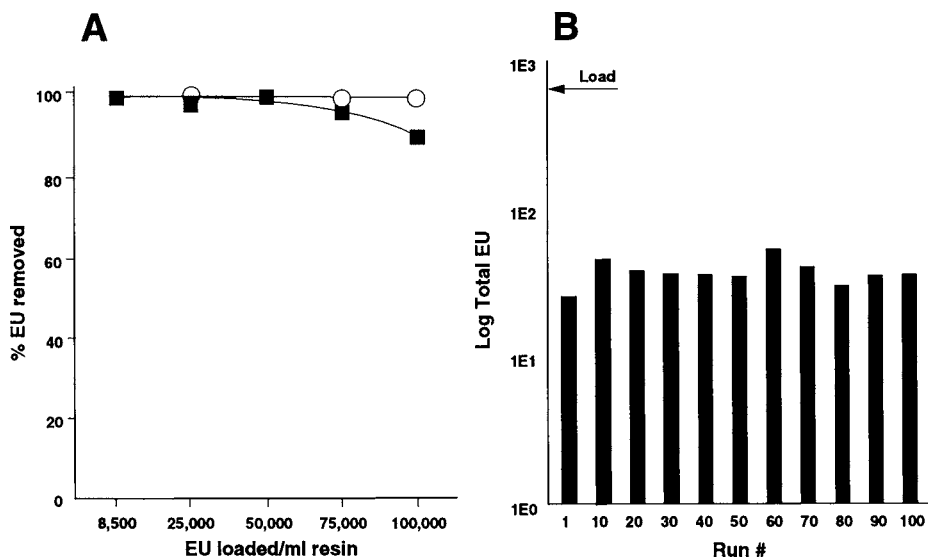 A
100
80
60
40
20
0
% EU removed
8,500 25,000 50,000 75,000 100,000
EU loaded/ml resin
B
1E3
Load
1E2
1E1
1E0
Log Total EU
1 10 20 30 40 50 60 70 80 90 100
Run #